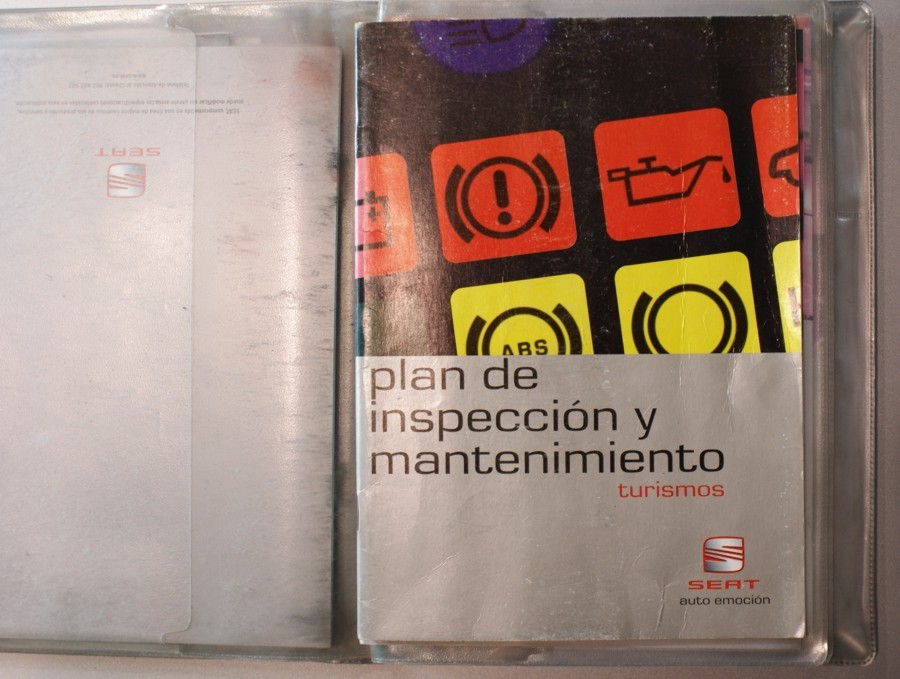 SEAT
ABS
plan de
inspección y
mantenimiento
turismos
SEAT
auto emoción